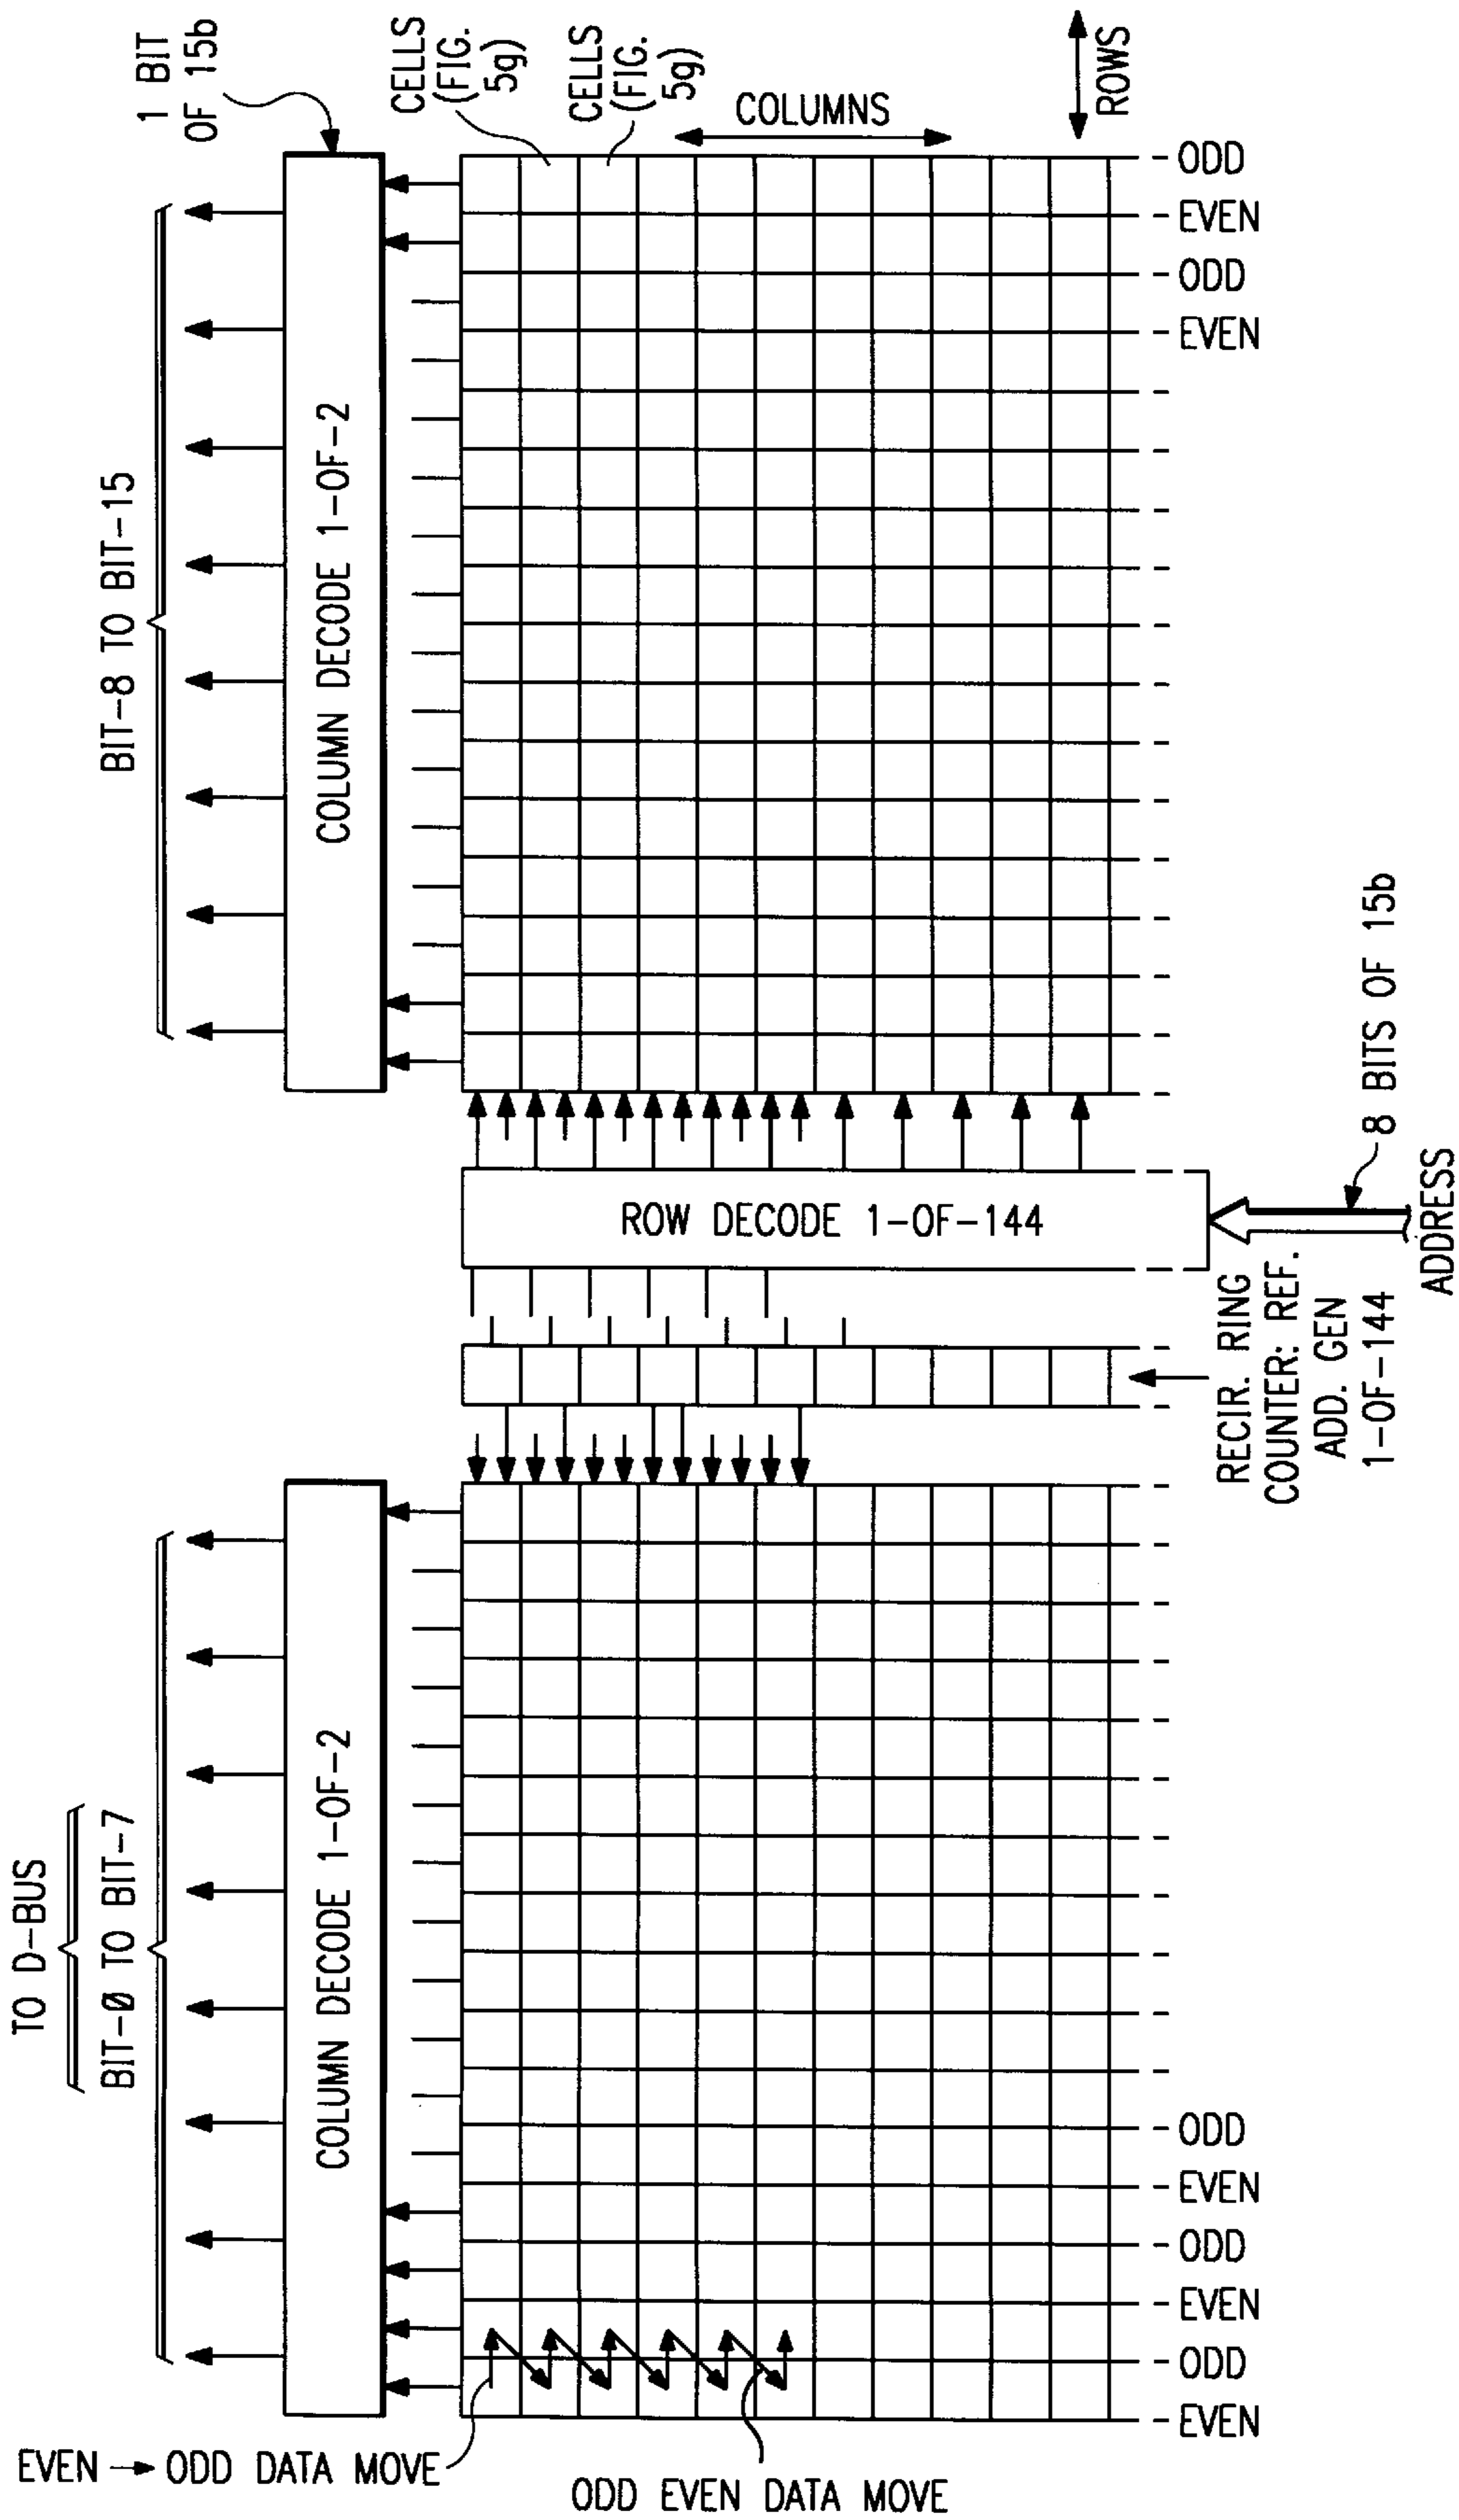 TO D-BUS
BIT-0 TO BIT-7
BIT-8 TO BIT-15
1 BIT
OF 15b
COLUMN DECODE 1-OF-2
COLUMN DECODE 1-OF-2
CELLS
(FIG.
5g)
CELLS
(FIG.
5g)
COLUMNS
ROWS
EVEN → ODD DATA MOVE
ODD EVEN DATA MOVE
ROW DECODE 1-OF-144
EVEN
ODD
EVEN
ODD
EVEN
ODD
RECIR. RING
COUNTER: REF.
ADD. GEN
1-OF-144
ADDRESS
8 BITS OF 15b
EVEN
ODD
EVEN
ODD